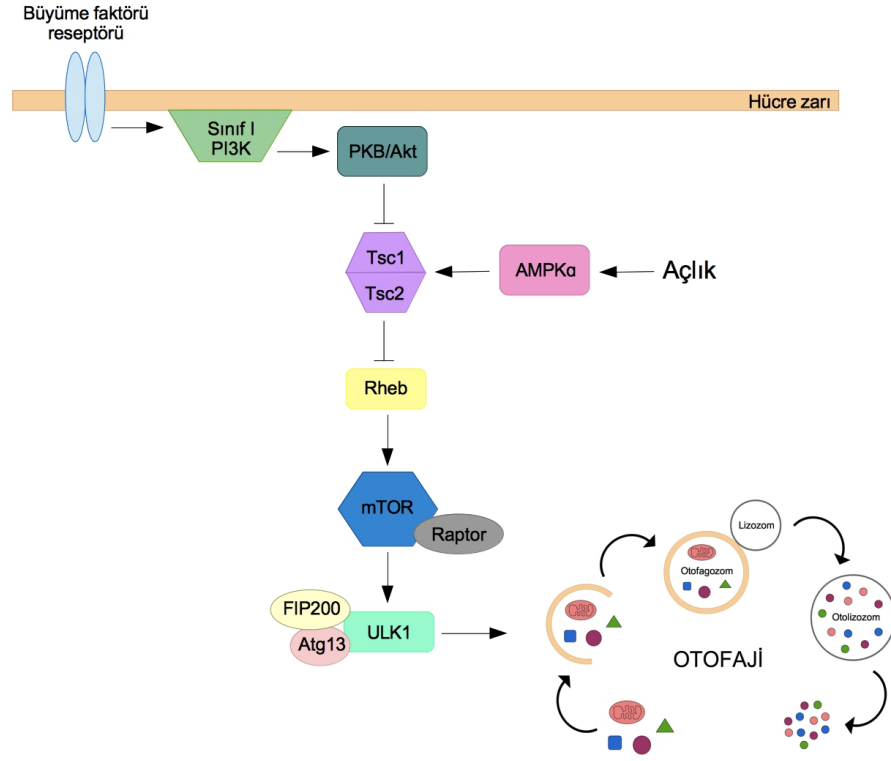 Büyüme faktörü
reseptörü
Hücre zarı
Sınıf I
PI3K
PKB/Akt
Tsc1
Tsc2
AMPKα
Açlık
Rheb
mTOR
Raptor
FIP200
Atg13
ULK1
Lizozom
Otofagozom
Otolizozom
OTOFAJİ